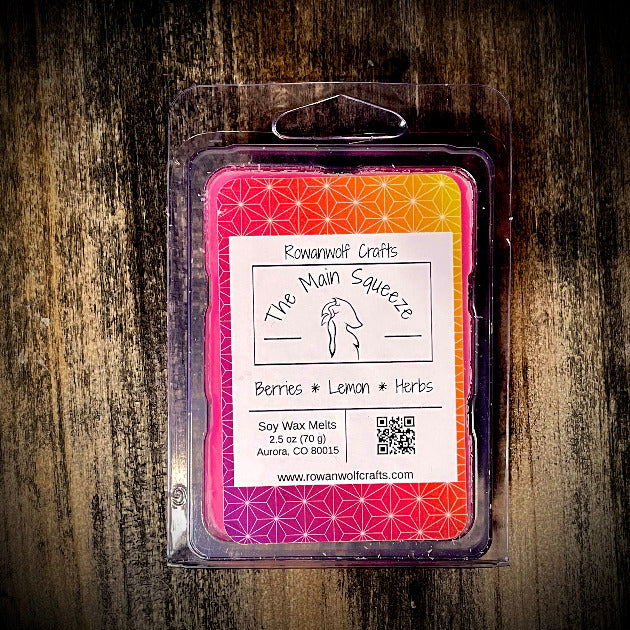 Rowanwolf Crafts
The Main Squeeze
Berries * Lemon * Herbs
Soy Wax Melts
2.5 oz (70 g)
Aurora, CO 80015
www.rowanwolfcrafts.com